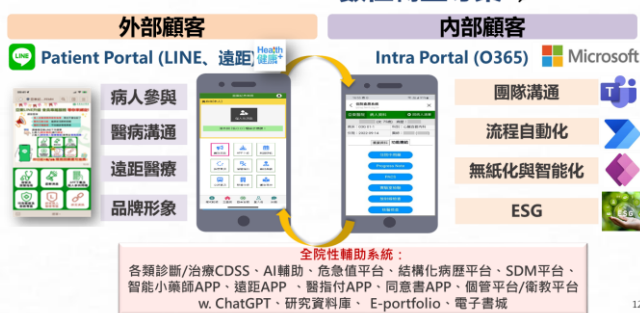 外部顧客
內部顧客
LINE
Patient Portal (LINE、遠距
Health
健康+
Intra Portal (O365)
Microsoft
病人參與
醫病溝通
遠距醫療
品牌形象
團隊溝通
流程自動化
無紙化與智能化
ESG
Progress Note
全院性輔助系統：
各類診斷/治療CDSS、AI輔助、危急值平台、結構化病歷平台、SDM平台、
智能小藥師APP、遠距APP 、醫指付APP、同意書APP、個管平台/衛教平台
w. ChatGPT、研究資料庫、 E-portfolio、電子書城
12